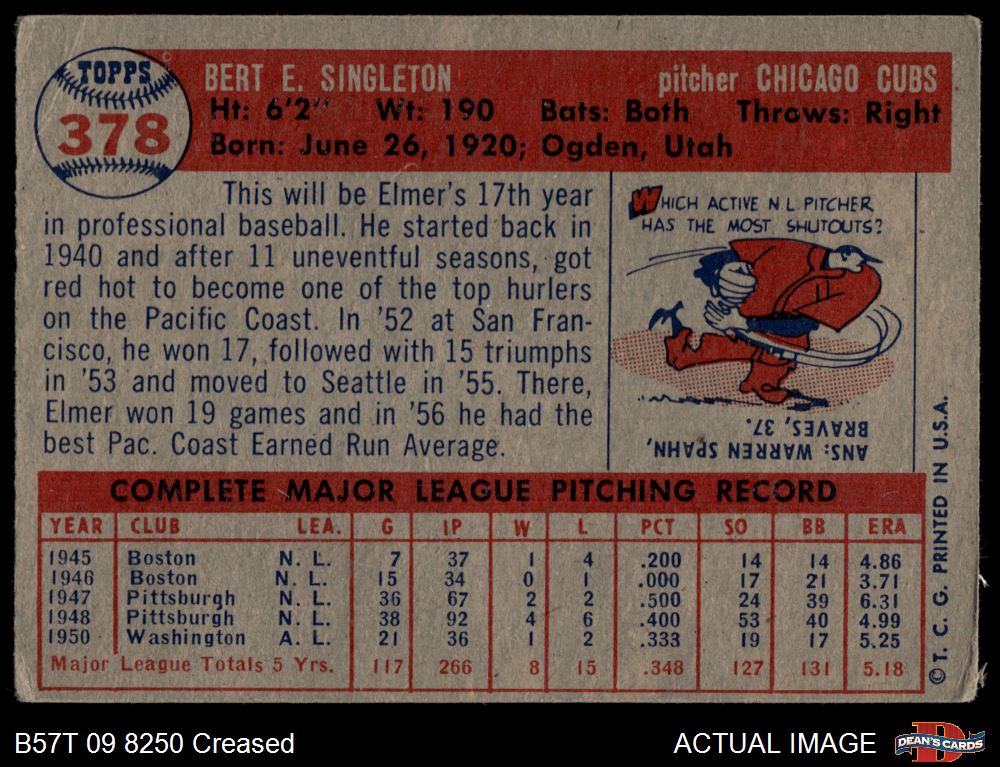 TOPPS
378
BERT E. SINGLETON pitcher CHICAGO CUBS
Ht: 6'2" Wt: 190 Bats: Both Throws: Right
Born: June 26, 1920; Ogden, Utah
This will be Elmer's 17th year
in professional baseball. He started back in
1940 and after 11 uneventful seasons, got
red hot to become one of the top hurlers
on the Pacific Coast. In '52 at San Fran-
cisco, he won 17, followed with 15 triumphs
in '53 and moved to Seattle in '55. There,
Elmer won 19 games and in '56 he had the
best Pac. Coast Earned Run Average.
WHICH ACTIVE N L PITCHER
HAS THE MOST SHUTOUTS?
ANS: WARREN SPAHN,
BRAVES, 37.
COMPLETE MAJOR LEAGUE PITCHING RECORD
YEAR CLUB LEA. G IP W L PCT SO BB ERA
1945 Boston N. L. 7 37 1 4 .200 14 14 4.86
1946 Boston N. L. 15 34 0 1 .000 17 21 3.71
1947 Pittsburgh N. L. 36 67 2 2 .500 24 39 6.31
1948 Pittsburgh N. L. 38 92 4 6 .400 53 40 4.99
1950 Washington A. L. 21 36 1 2 .333 19 17 5.25
Major League Totals 5 Yrs. 117 266 8 15 .348 127 131 5.18
© T. C. G. PRINTED IN U.S.A.
B57T 09 8250 Creased
ACTUAL IMAGE
D
DEAN'S CARDS